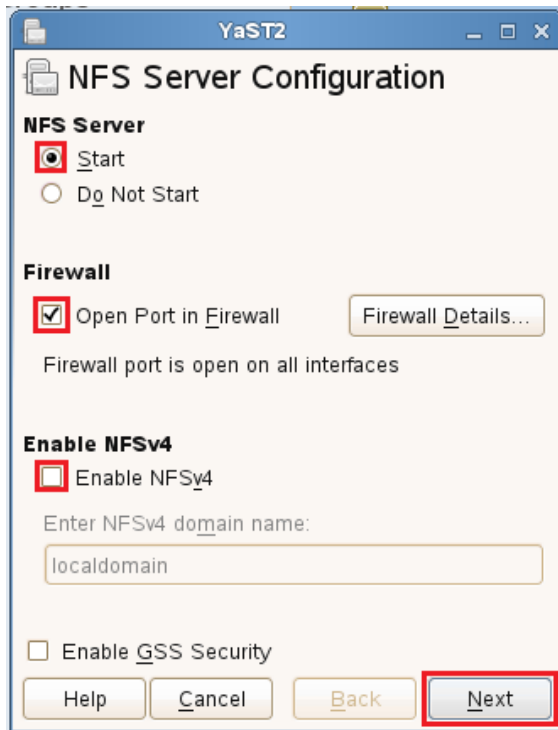 YaST2
NFS Server Configuration
NFS Server
Start
Do Not Start
Firewall
Open Port in Firewall
Firewall Details...
Firewall port is open on all interfaces
Enable NFSv4
Enable NFSv4
Enter NFSv4 domain name:
localdomain
Enable GSS Security
Help Cancel Back Next